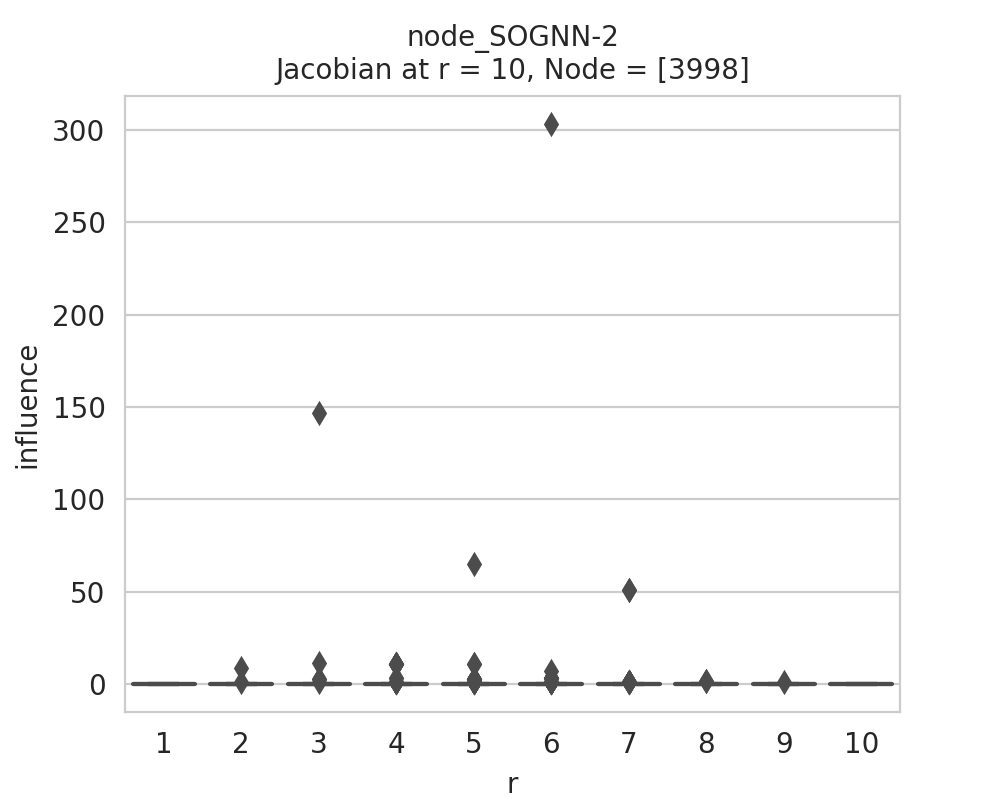 node_SOGNN-2
Jacobian at r = 10, Node = [3998]
300
250
200
150
100
50
0
influence
1 2 3 4 5 6 7 8 9 10
r